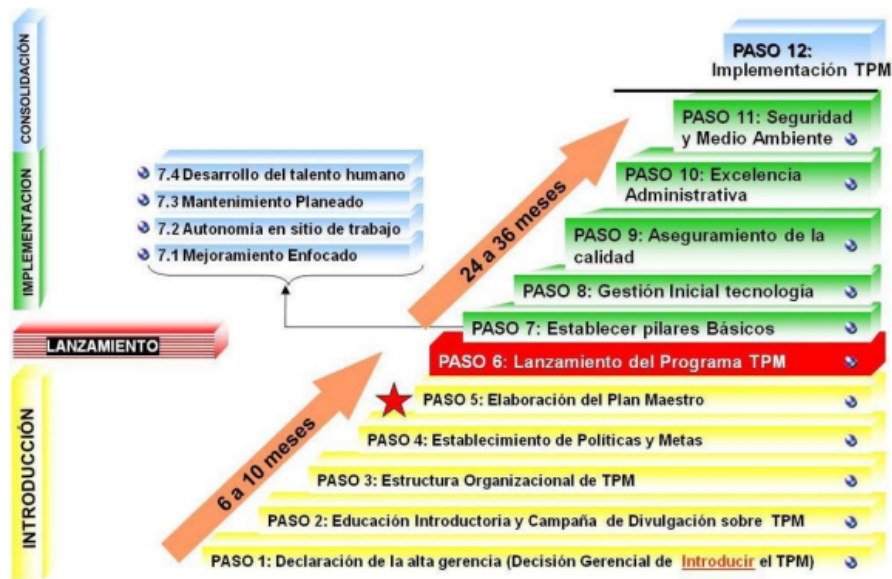 CONSOLIDACIÓN
IMPLEMENTACION
LANZAMIENTO
INTRODUCCIÓN
PASO 12:
Implementación TPM
PASO 11: Seguridad
y Medio Ambiente
PASO 10: Excelencia
Administrativa
PASO 9: Aseguramiento de la
calidad
PASO 8: Gestión Inicial tecnología
PASO 7: Establecer pilares Básicos
7.4 Desarrollo del talento humano
7.3 Mantenimiento Planeado
7.2 Autonomía en sitio de trabajo
7.1 Mejoramiento Enfocado
24 a 36 meses
PASO 6: Lanzamiento del Programa TPM
PASO 5: Elaboración del Plan Maestro
PASO 4: Establecimiento de Políticas y Metas
PASO 3: Estructura Organizacional de TPM
PASO 2: Educación Introductoria y Campaña de Divulgación sobre TPM
PASO 1: Declaración de la alta gerencia (Decisión Gerencial de Introducir el TPM)
6 a 10 meses